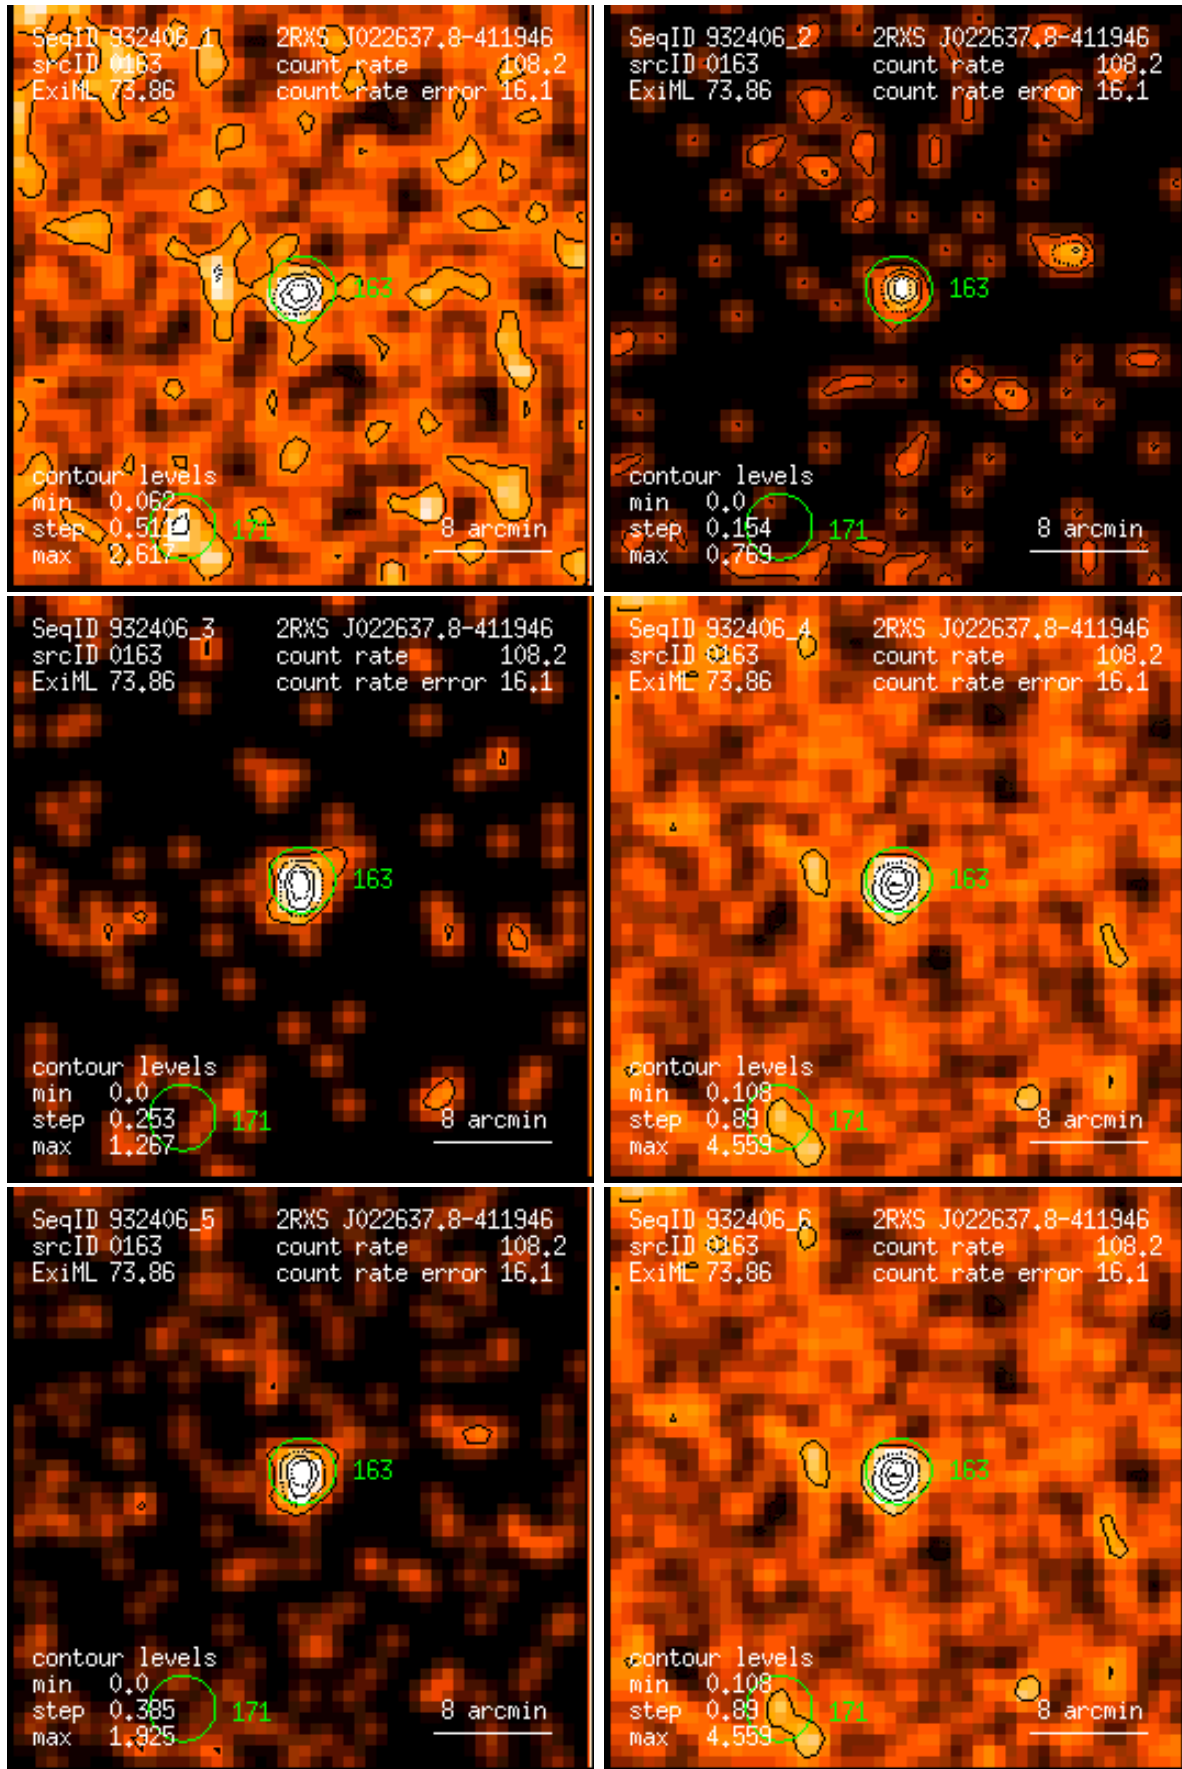 SeqID 932406_1 2RXS J022637.8-411946
srcID 0163 count rate 108.2
ExiML 73.86 count rate error 16.1
163
contour levels
min 0.062
step 0.511 171 8 arcmin
max 2.617
SeqID 932406_2 2RXS J022637.8-411946
srcID 0163 count rate 108.2
ExiML 73.86 count rate error 16.1
163
contour levels
min 0.0
step 0.154 171 8 arcmin
max 0.769
SeqID 932406_3 2RXS J022637.8-411946
srcID 0163 count rate 108.2
ExiML 73.86 count rate error 16.1
163
contour levels
min 0.0
step 0.253 171 8 arcmin
max 1.267
SeqID 932406_4 2RXS J022637.8-411946
srcID 0163 count rate 108.2
ExiML 73.86 count rate error 16.1
163
contour levels
min 0.108
step 0.89 171 8 arcmin
max 4.559
SeqID 932406_5 2RXS J022637.8-411946
srcID 0163 count rate 108.2
ExiML 73.86 count rate error 16.1
163
contour levels
min 0.0
step 0.385 171 8 arcmin
max 1.925
SeqID 932406_6 2RXS J022637.8-411946
srcID 0163 count rate 108.2
ExiML 73.86 count rate error 16.1
163
contour levels
min 0.108
step 0.89 171 8 arcmin
max 4.559